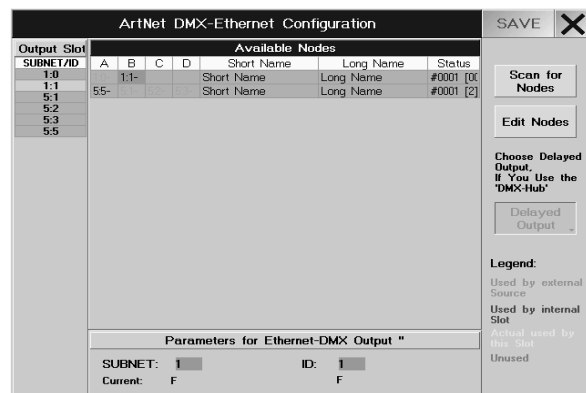 ArtNet DMX-Ethernet Configuration
SAVE
Output Slot
Available Nodes
SUBNET/ID A B C D Short Name Long Name Status
1:0 1:1- Short Name Long Name #0001 [0(
1:1 5:5- Short Name Long Name #0001 [2]
5:1
5:2
5:3
5:5
Scan for
Nodes
Edit Nodes
Choose Delayed
Output,
If You Use the
'DMX-Hub'
Delayed
Output
Legend:
Used by external
Source
Used by internal
Slot
Actual used by
this Slot
Unused
Parameters for Ethernet-DMX Output "
SUBNET: 1 ID: 1
Current: F F